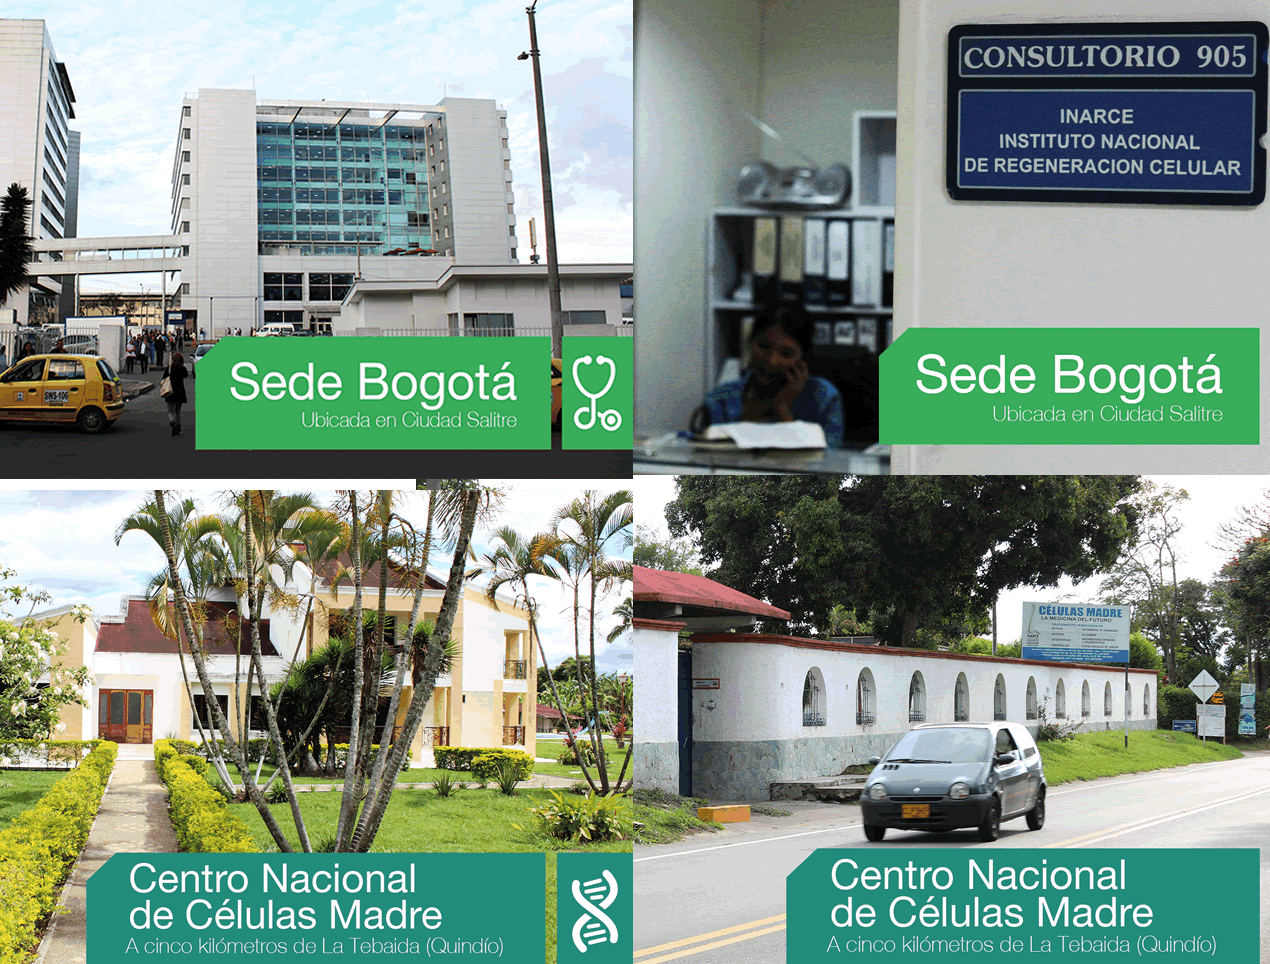 SWS-106
Sede Bogotá
Ubicada en Ciudad Salitre
CONSULTORIO 905
INARCE
INSTITUTO NACIONAL
DE REGENERACION CELULAR
Sede Bogotá
Ubicada en Ciudad Salitre
Centro Nacional
de Células Madre
A cinco kilómetros de La Tebaida (Quindío)
CÉLULAS MADRE
LA MEDICINA DEL FUTURO
Centro Nacional
de Células Madre
A cinco kilómetros de La Tebaida (Quindío)